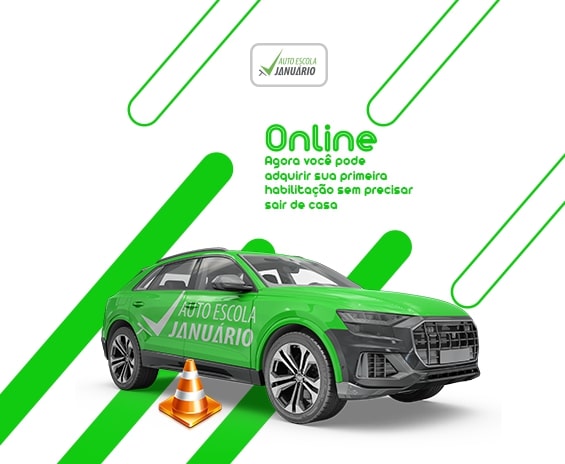 AUTO ESCOLA
JANUÁRIO
Online
Agora você pode
adquirir sua primeira
habilitação sem precisar
sair de casa
AUTO ESCOLA
JANUÁRIO